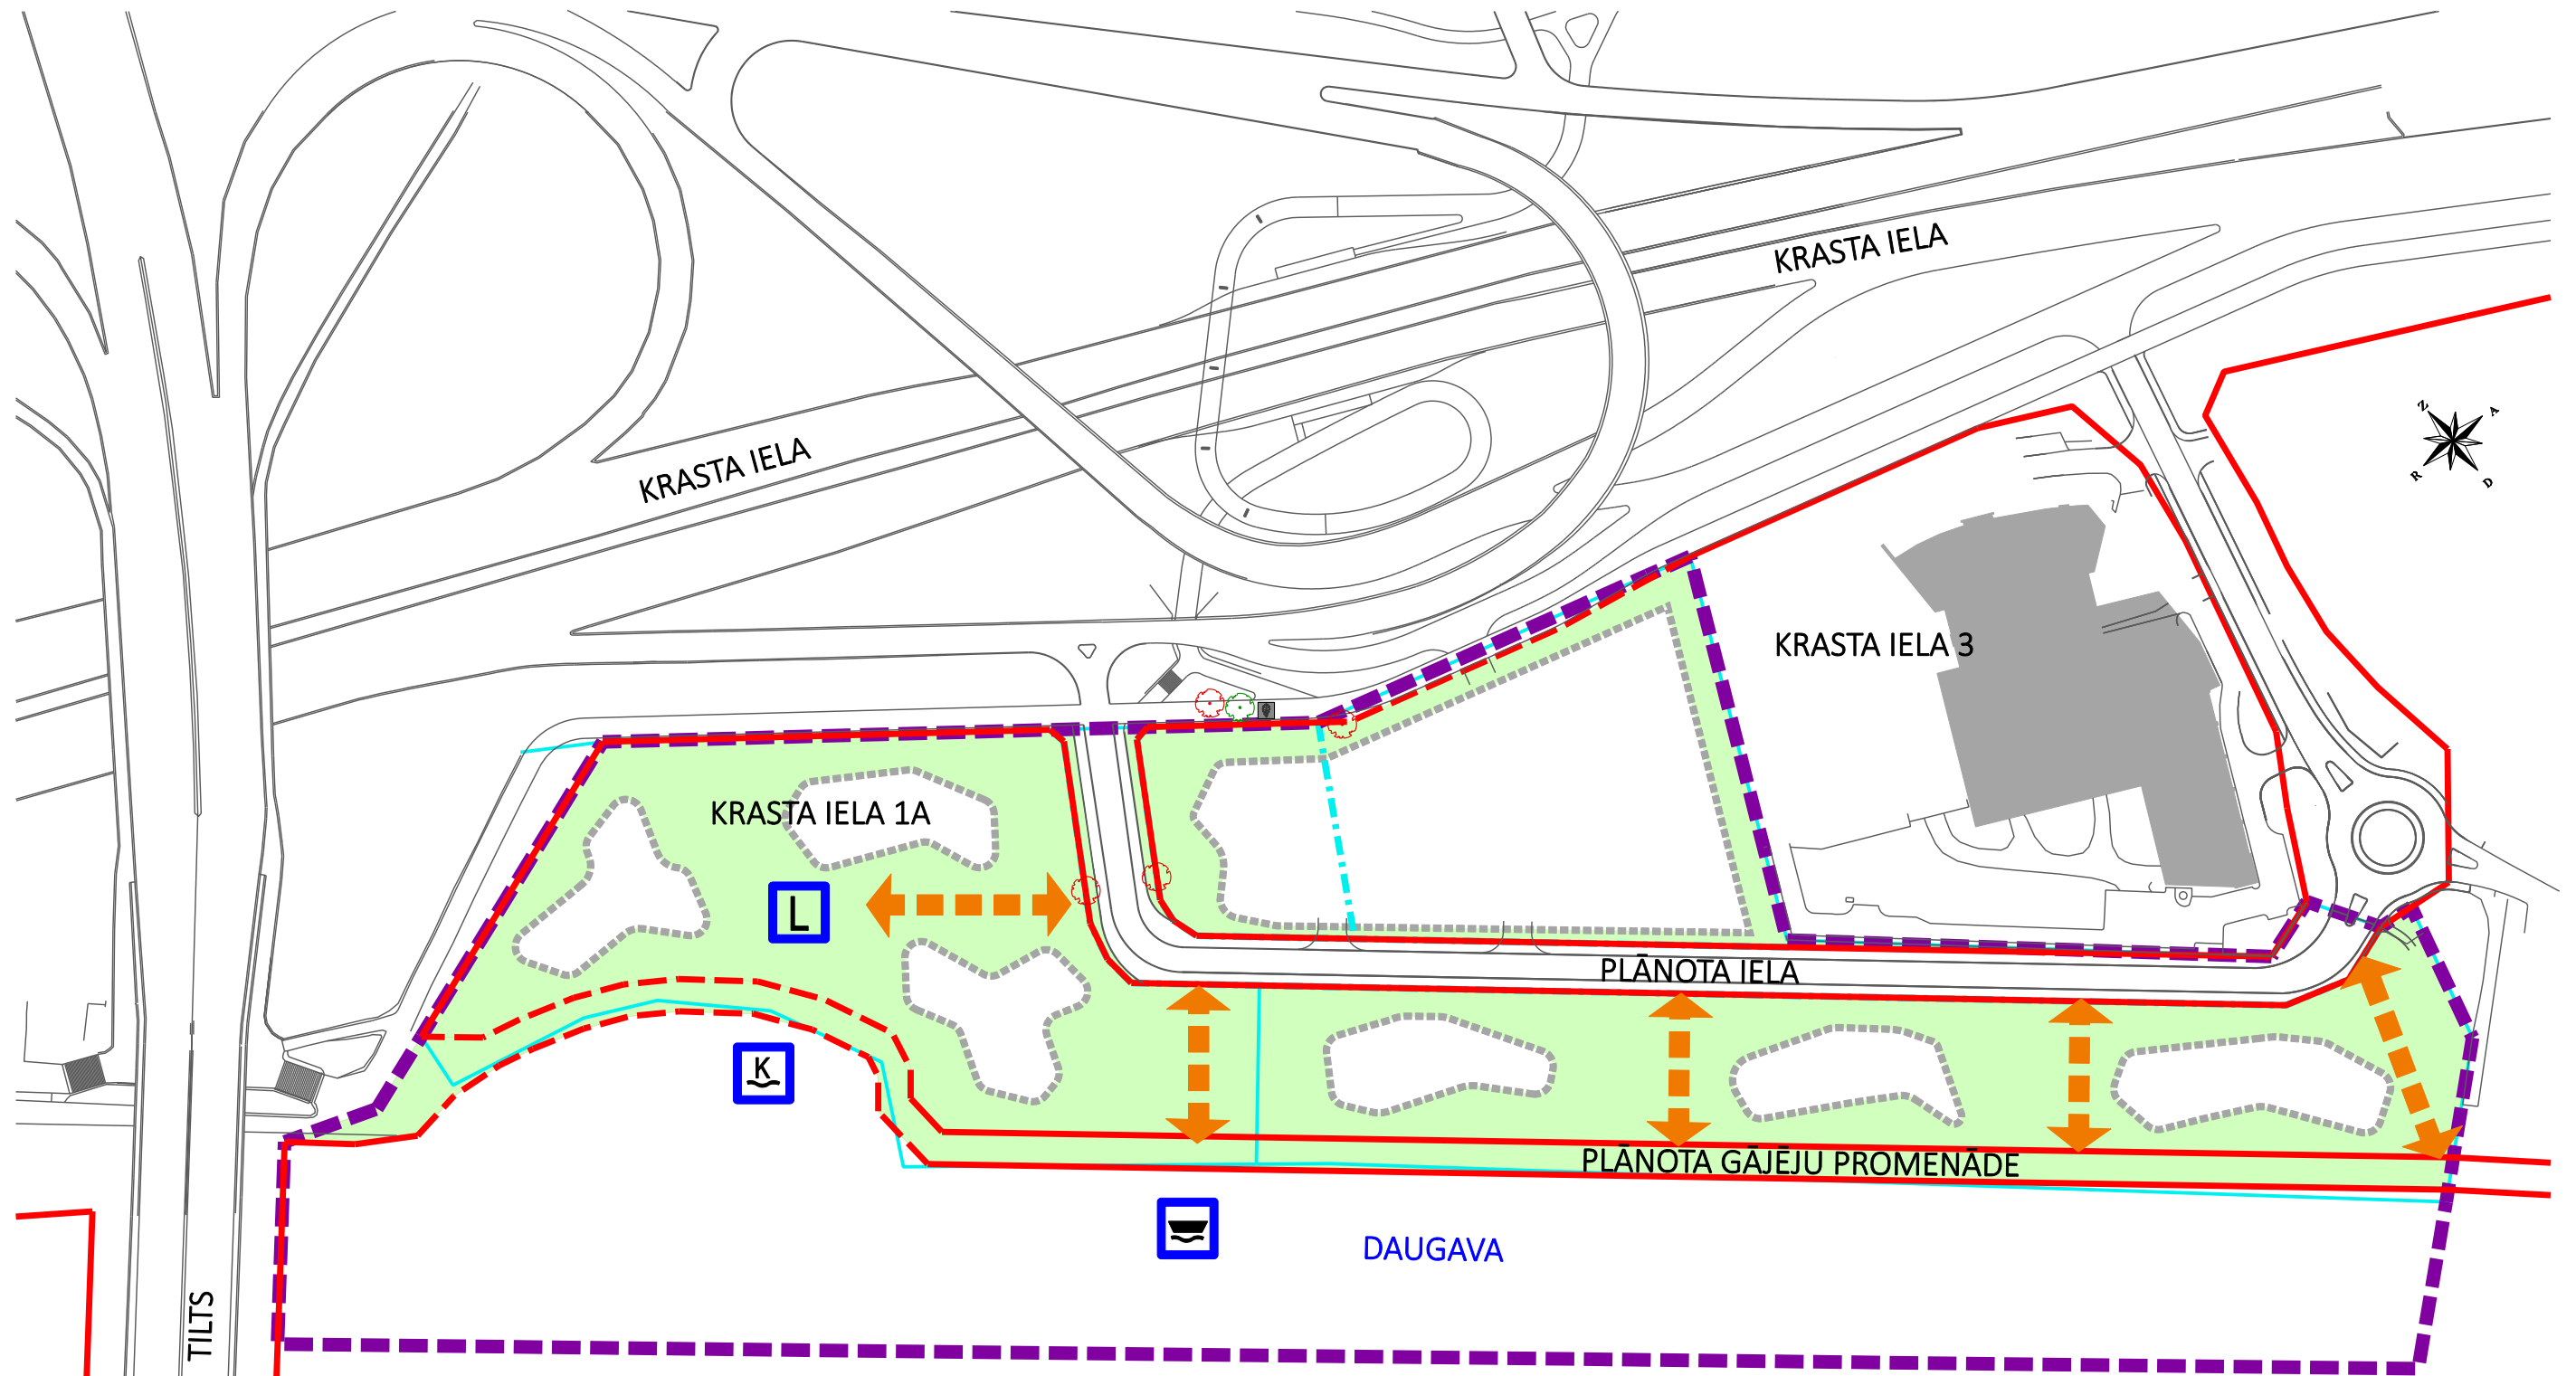 KRASTA IELA
Z
A
R
D
KRASTA IELA
KRASTA IELA 3
KRASTA IELA 1A
L
PLĀNOTA IELA
K
PLĀNOTA GĀJĒJU PROMENĀDE
DAUGAVA
TILTS